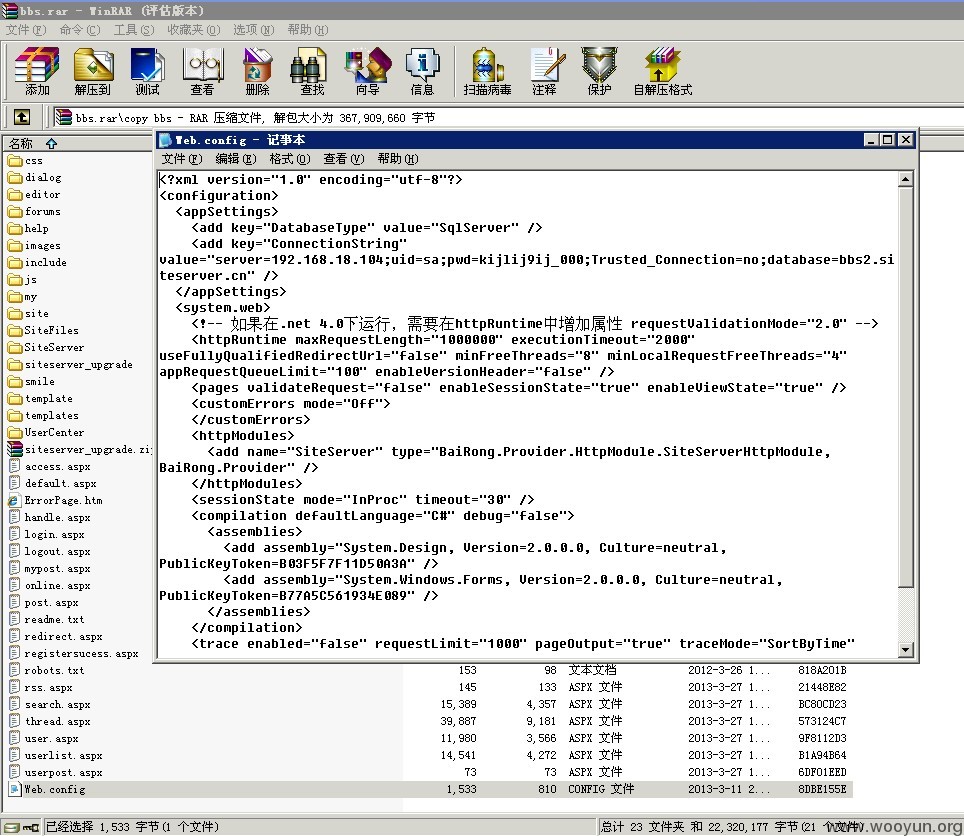 bbs.rar - WinRAR (评估版本)
文件(F) 命令(C) 工具(S) 收藏夹(O) 选项(N) 帮助(H)
添加 解压到 测试 查看 删除 查找 向导 信息 扫描病毒 注释 保护 自解压格式
bbs.rar\copy bbs - RAR 压缩文件, 解包大小为 367,909,660 字节
名称
css
dialog
editor
forums
help
images
include
js
my
site
SiteFiles
SiteServer
siteserver_upgrade
smile
template
templates
UserCenter
siteserver_upgrade.zip
access.aspx
default.aspx
ErrorPage.htm
handle.aspx
login.aspx
logout.aspx
mypost.aspx
online.aspx
post.aspx
readme.txt
redirect.aspx
registersucess.aspx
Web.config - 记事本
文件(F) 编辑(E) 格式(O) 查看(V) 帮助(H)
<?xml version="1.0" encoding="utf-8"?>
<configuration>
<appSettings>
<add key="DatabaseType" value="SqlServer" />
<add key="ConnectionString"
value="server=192.168.18.104;uid=sa;pwd=kijlij9ij_000;Trusted_Connection=no;database=bbs2.si
teserver.cn" />
</appSettings>
<system.web>
<!-- 如果在.net 4.0下运行，需要在httpRuntime中增加属性 requestValidationMode="2.0" -->
<httpRuntime maxRequestLength="1000000" executionTimeout="2000"
useFullyQualifiedRedirectUrl="false" minFreeThreads="8" minLocalRequestFreeThreads="4"
appRequestQueueLimit="100" enableVersionHeader="false" />
<pages validateRequest="false" enableSessionState="true" enableViewState="true" />
<customErrors mode="Off">
</customErrors>
<httpModules>
<add name="SiteServer" type="BaiRong.Provider.HttpModule.SiteServerHttpModule,
BaiRong.Provider" />
</httpModules>
<sessionState mode="InProc" timeout="30" />
<compilation defaultLanguage="C#" debug="false">
<assemblies>
<add assembly="System.Design, Version=2.0.0.0, Culture=neutral,
PublicKeyToken=B03F5F7F11D50A3A" />
<add assembly="System.Windows.Forms, Version=2.0.0.0, Culture=neutral,
PublicKeyToken=B77A5C561934E089" />
</assemblies>
</compilation>
<trace enabled="false" requestLimit="1000" pageOutput="true" traceMode="SortByTime"
robots.txt 153 98 文本文档 2012-3-26 1... 818A201B
rss.aspx 145 133 ASPX 文件 2013-3-27 1... 21448E82
search.aspx 15,389 4,357 ASPX 文件 2013-3-27 1... BC80CD23
thread.aspx 39,887 9,181 ASPX 文件 2013-3-27 1... 573124C7
user.aspx 11,980 3,566 ASPX 文件 2013-3-27 1... 9F8112D3
userlist.aspx 14,541 4,272 ASPX 文件 2013-3-27 1... B1A94B64
userpost.aspx 73 73 ASPX 文件 2013-3-27 1... 6DF01EED
Web.config 1,533 810 CONFIG 文件 2013-3-11 2... 8DBE155E
已经选择 1,533 字节(1 个文件) 总计 23 文件夹 和 22,320,177 字节(21 个文件)
www.wooyun.org